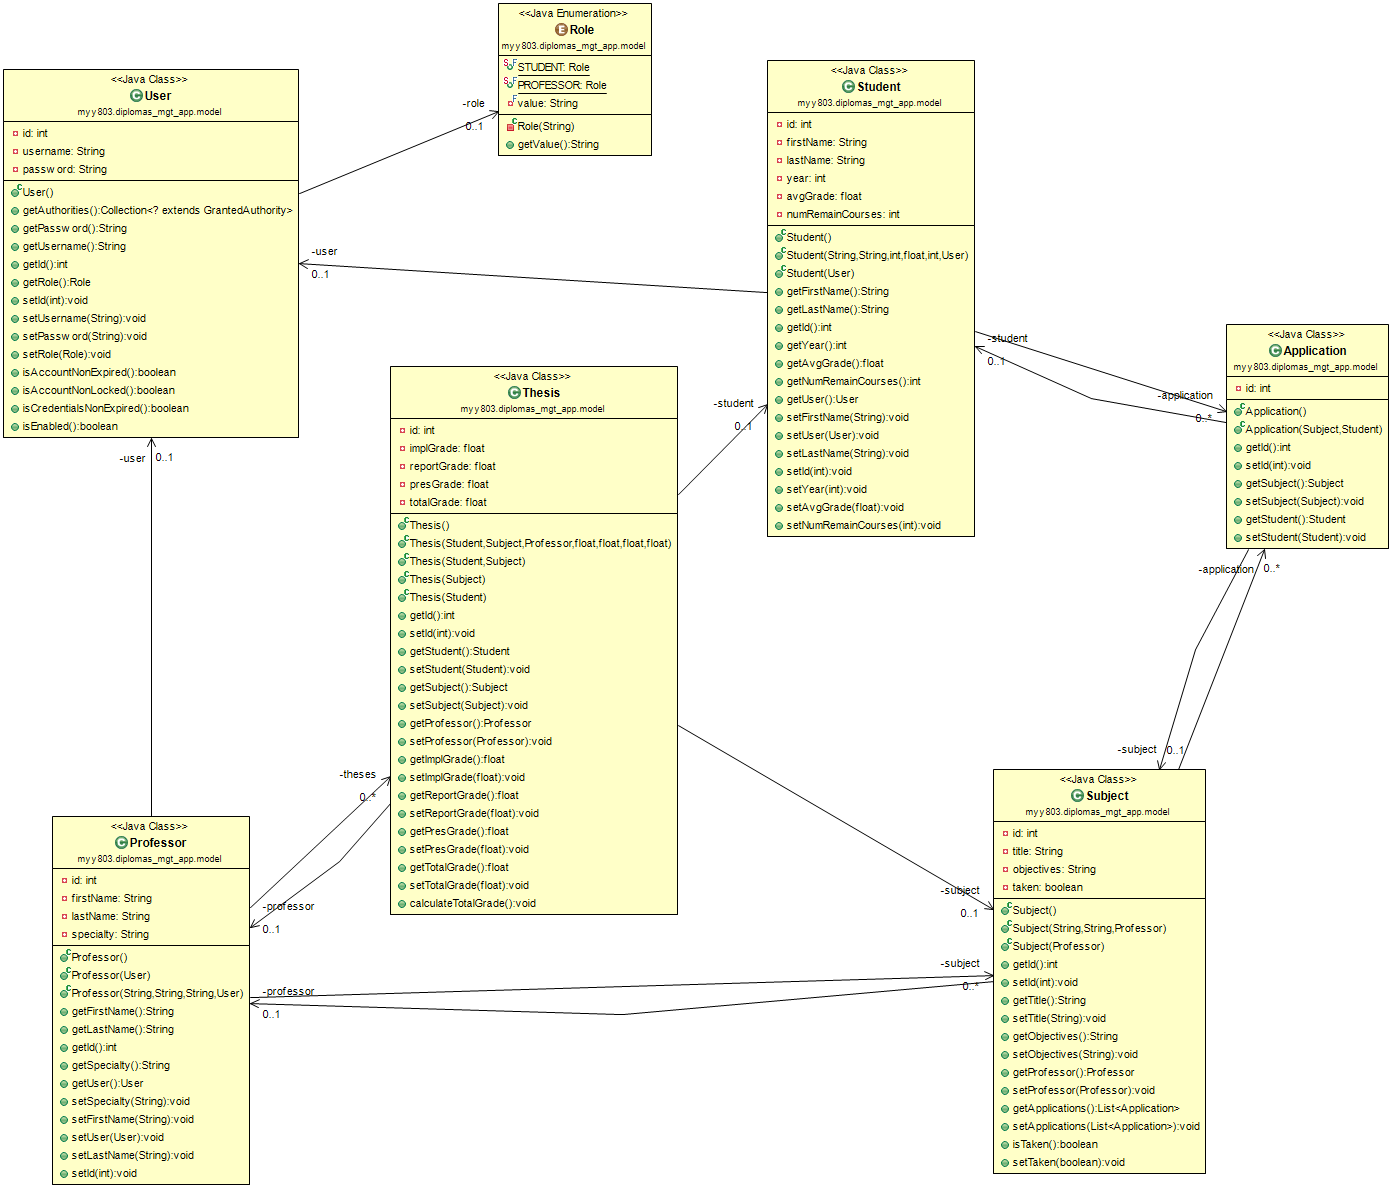 <<Java Enumeration>>
Role
myy803.diplomas_mgt_app.model
STUDENT: Role
PROFESSOR: Role
value: String
Role(String)
getValue():String
<<Java Class>>
User
myy803.diplomas_mgt_app.model
id: int
username: String
password: String
User()
getAuthorities():Collection<? extends GrantedAuthority>
getPassword():String
getUsername():String
getId():int
getRole():Role
setId(int):void
setUsername(String):void
setPassword(String):void
setRole(Role):void
isAccountNonExpired():boolean
isAccountNonLocked():boolean
isCredentialsNonExpired():boolean
isEnabled():boolean
-role
0..1
-user
0..1
-user
0..1
<<Java Class>>
Student
myy803.diplomas_mgt_app.model
id: int
firstName: String
lastName: String
year: int
avgGrade: float
numRemainCourses: int
Student()
Student(String,String,int,float,int,User)
Student(User)
getFirstName():String
getLastName():String
getId():int
getYear():int
getAvgGrade():float
getNumRemainCourses():int
getUser():User
setFirstName(String):void
setUser(User):void
setLastName(String):void
setId(int):void
setYear(int):void
setAvgGrade(float):void
setNumRemainCourses(int):void
-student
0..1
-application
0..*
<<Java Class>>
Application
myy803.diplomas_mgt_app.model
id: int
Application()
Application(Subject,Student)
getId():int
setId(int):void
getSubject():Subject
setSubject(Subject):void
getStudent():Student
setStudent(Student):void
-application
0..*
-subject
0..1
<<Java Class>>
Thesis
myy803.diplomas_mgt_app.model
id: int
implGrade: float
reportGrade: float
presGrade: float
totalGrade: float
Thesis()
Thesis(Student,Subject,Professor,float,float,float,float)
Thesis(Student,Subject)
Thesis(Subject)
Thesis(Student)
getId():int
setId(int):void
getStudent():Student
setStudent(Student):void
getSubject():Subject
setSubject(Subject):void
getProfessor():Professor
setProfessor(Professor):void
getImplGrade():float
setImplGrade(float):void
getReportGrade():float
setReportGrade(float):void
getPresGrade():float
setPresGrade(float):void
getTotalGrade():float
setTotalGrade(float):void
calculateTotalGrade():void
-student
0..1
-theses
0..*
-professor
0..1
-subject
0..1
<<Java Class>>
Professor
myy803.diplomas_mgt_app.model
id: int
firstName: String
lastName: String
specialty: String
Professor()
Professor(User)
Professor(String,String,String,User)
getFirstName():String
getLastName():String
getId():int
getSpecialty():String
getUser():User
setSpecialty(String):void
setFirstName(String):void
setUser(User):void
setLastName(String):void
setId(int):void
-professor
0..1
-subject
0..*
<<Java Class>>
Subject
myy803.diplomas_mgt_app.model
id: int
title: String
objectives: String
taken: boolean
Subject()
Subject(String,String,Professor)
Subject(Professor)
getId():int
setId(int):void
getTitle():String
setTitle(String):void
getObjectives():String
setObjectives(String):void
getProfessor():Professor
setProfessor(Professor):void
getApplications():List<Application>
setApplications(List<Application>):void
isTaken():boolean
setTaken(boolean):void